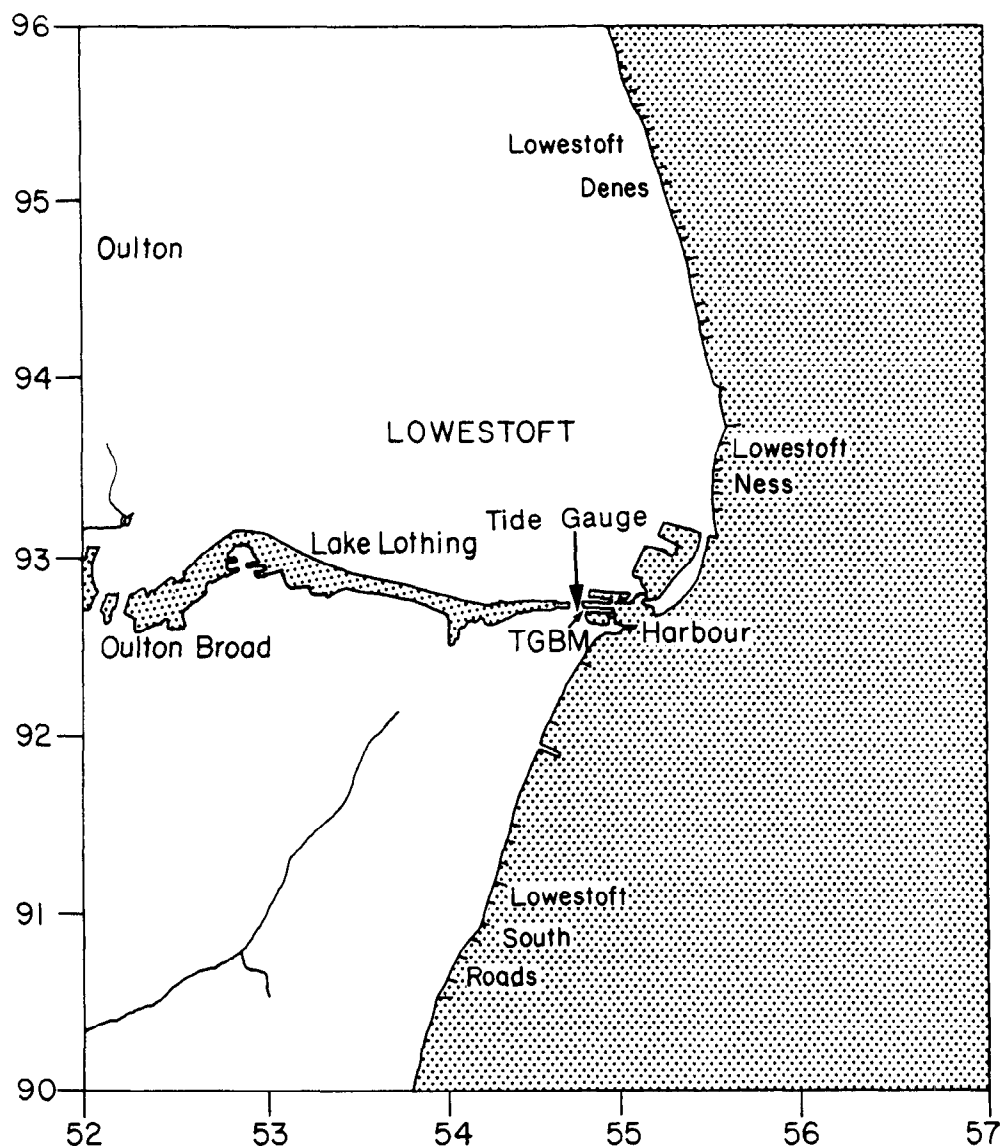 96
Lowestoft
Denes
95
Oulton
94
LOWESTOFT
Lowestoft
Ness
Tide Gauge
93
Lake Lothing
Oulton Broad
TGBM
Harbour
92
91
Lowestoft
South
Roads
90
52 53 54 55 56 57